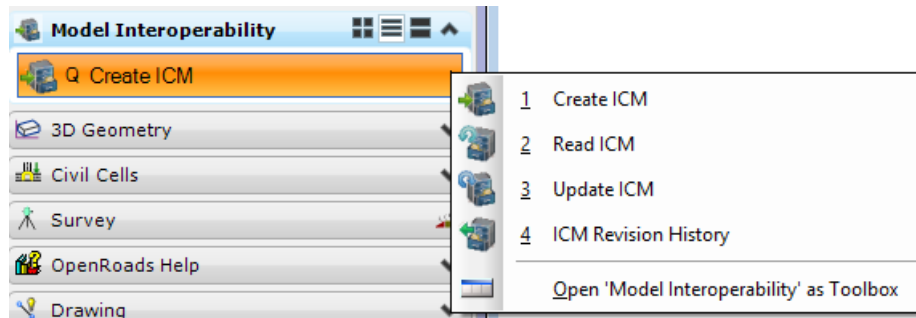 Model Interoperability
Q Create ICM
1 Create ICM
3D Geometry
2 Read ICM
Civil Cells
3 Update ICM
Survey
4 ICM Revision History
OpenRoads Help
Open 'Model Interoperability' as Toolbox
Drawing